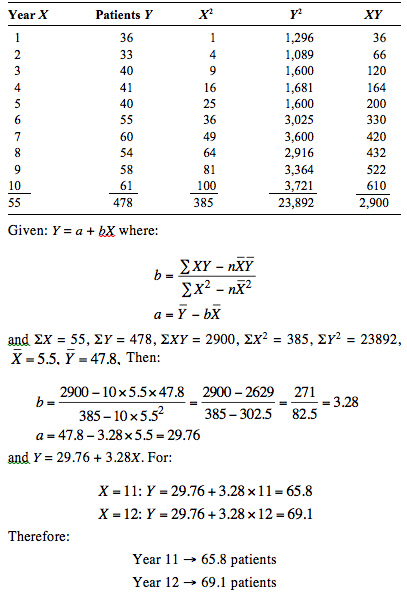 Year X Patients Y X² Y² XY
1 36 1 1,296 36
2 33 4 1,089 66
3 40 9 1,600 120
4 41 16 1,681 164
5 40 25 1,600 200
6 55 36 3,025 330
7 60 49 3,600 420
8 54 64 2,916 432
9 58 81 3,364 522
10 61 100 3,721 610
55 478 385 23,892 2,900
Given: Y = a + bX where:
b = (∑XY − nX̄Ȳ) / (∑X² − nX̄²)
a = Ȳ − bX̄
and ΣX = 55, ΣY = 478, ΣXY = 2900, ΣX² = 385, ΣY² = 23892,
X̄ = 5.5, Ȳ = 47.8, Then:
b = (2900 − 10 × 5.5 × 47.8) / (385 − 10 × 5.5²) = (2900 − 2629) / (385 − 302.5) = 271 / 82.5 = 3.28
a = 47.8 − 3.28 × 5.5 = 29.76
and Y = 29.76 + 3.28X. For:
X = 11: Y = 29.76 + 3.28 × 11 = 65.8
X = 12: Y = 29.76 + 3.28 × 12 = 69.1
Therefore:
Year 11 → 65.8 patients
Year 12 → 69.1 patients